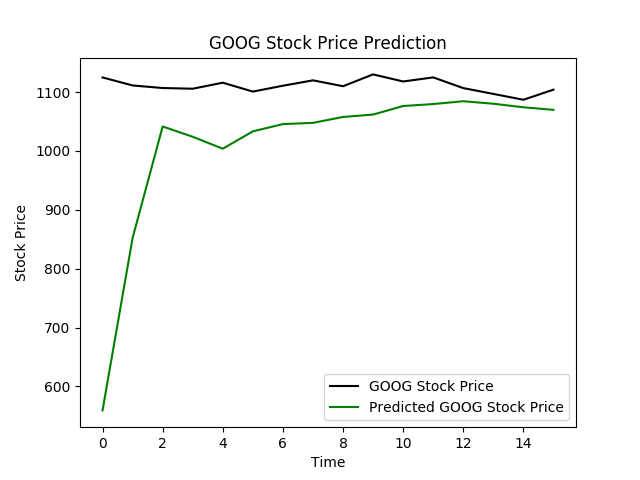 GOOG Stock Price Prediction
Stock Price
1100
1000
900
800
700
600
GOOG Stock Price
Predicted GOOG Stock Price
0 2 4 6 8 10 12 14
Time